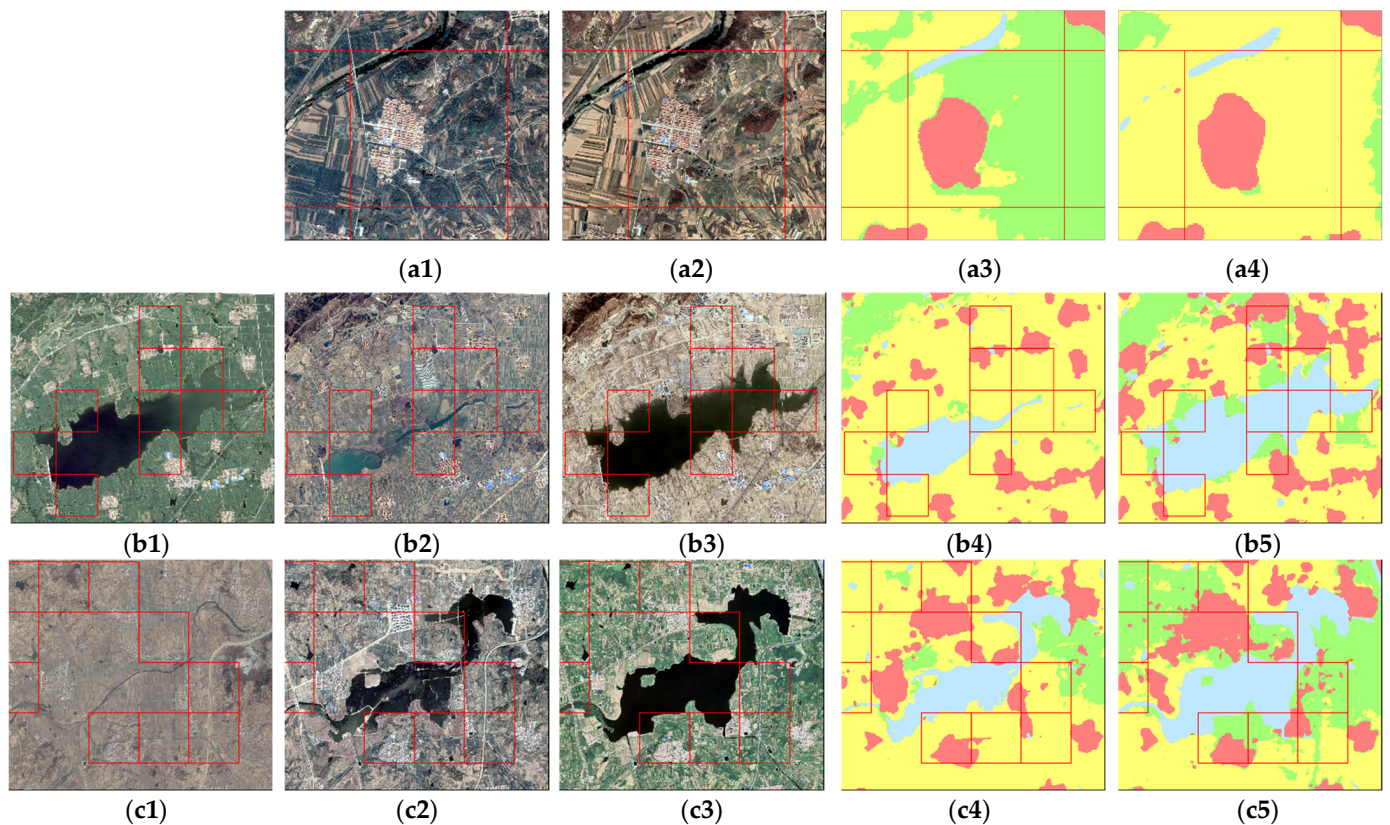 (a1) (a2) (a3) (a4)
(b1) (b2) (b3) (b4) (b5)
(c1) (c2) (c3) (c4) (c5)